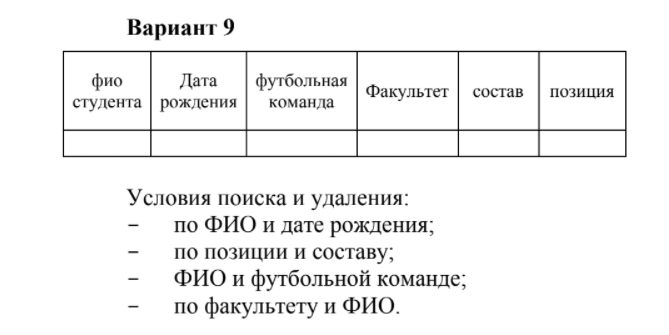 Вариант 9
фио студента | Дата рождения | футбольная команда | Факультет | состав | позиция
Условия поиска и удаления:
– по ФИО и дате рождения;
– по позиции и составу;
– ФИО и футбольной команде;
– по факультету и ФИО.